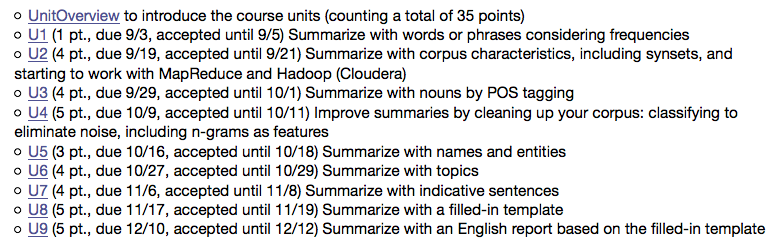 UnitOverview to introduce the course units (counting a total of 35 points)
U1 (1 pt., due 9/3, accepted until 9/5) Summarize with words or phrases considering frequencies
U2 (4 pt., due 9/19, accepted until 9/21) Summarize with corpus characteristics, including synsets, and
starting to work with MapReduce and Hadoop (Cloudera)
U3 (4 pt., due 9/29, accepted until 10/1) Summarize with nouns by POS tagging
U4 (5 pt., due 10/9, accepted until 10/11) Improve summaries by cleaning up your corpus: classifying to
eliminate noise, including n-grams as features
U5 (3 pt., due 10/16, accepted until 10/18) Summarize with names and entities
U6 (4 pt., due 10/27, accepted until 10/29) Summarize with topics
U7 (4 pt., due 11/6, accepted until 11/8) Summarize with indicative sentences
U8 (5 pt., due 11/17, accepted until 11/19) Summarize with a filled-in template
U9 (5 pt., due 12/10, accepted until 12/12) Summarize with an English report based on the filled-in template